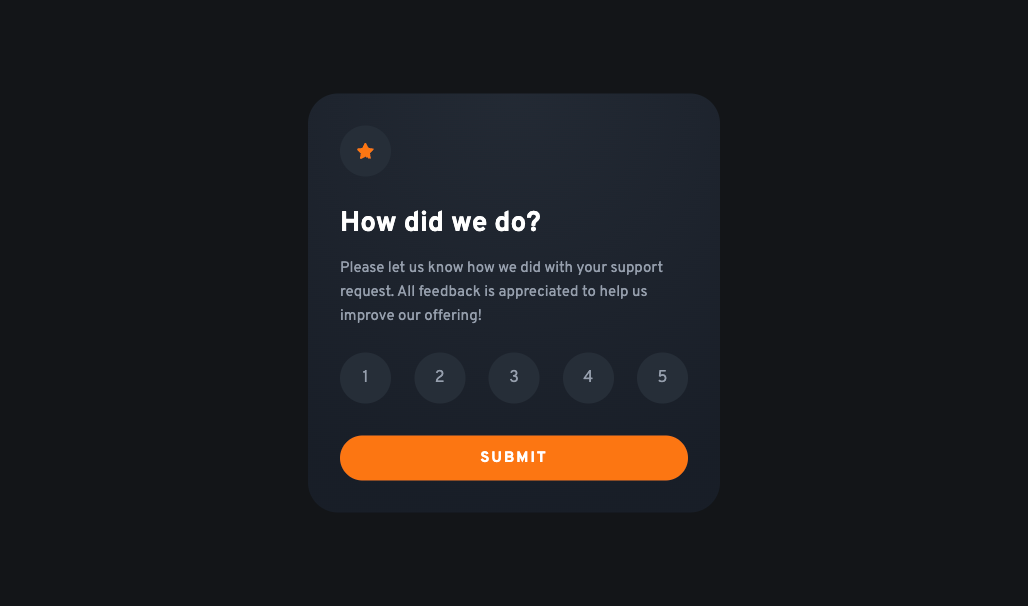 How did we do?
Please let us know how we did with your support
request. All feedback is appreciated to help us
improve our offering!
1 2 3 4 5
SUBMIT